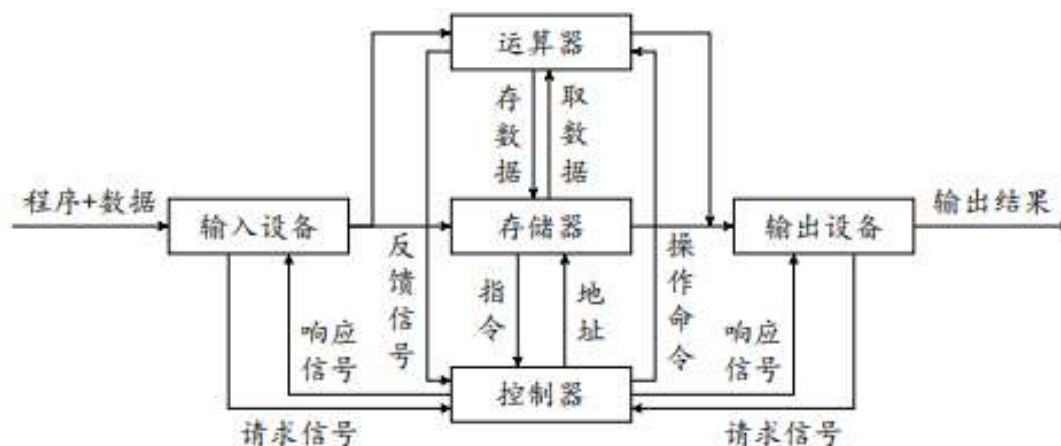 运算器
存数据
取数据
程序+数据
输入设备
存储器
输出设备
输出结果
反馈信号
指令
地址
操作命令
响应
信号
响应
信号
控制器
请求信号
请求信号